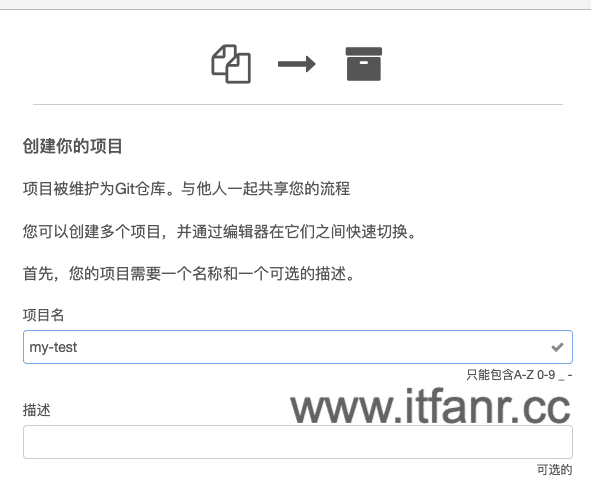 创建你的项目
项目被维护为Git仓库。与他人一起共享您的流程
您可以创建多个项目，并通过编辑器在它们之间快速切换。
首先，您的项目需要一个名称和一个可选的描述。
项目名
my-test
只能包含A-Z 0-9 _ -
www.itfanr.cc
描述
可选的